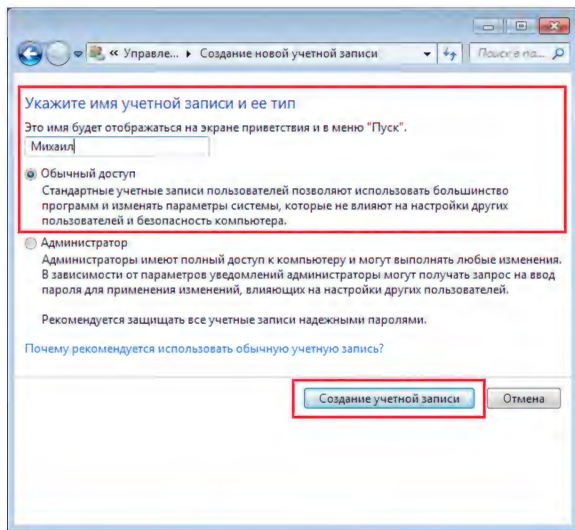 « Управле... ▸ Создание новой учетной записи
Поиск в па...
Укажите имя учетной записи и ее тип
Это имя будет отображаться на экране приветствия и в меню "Пуск".
Михаил
Обычный доступ
Стандартные учетные записи пользователей позволяют использовать большинство
программ и изменять параметры системы, которые не влияют на настройки других
пользователей и безопасность компьютера.
Администратор
Администраторы имеют полный доступ к компьютеру и могут выполнять любые изменения.
В зависимости от параметров уведомлений администраторы могут получать запрос на ввод
пароля для применения изменений, влияющих на настройки других пользователей.
Рекомендуется защищать все учетные записи надежными паролями.
Почему рекомендуется использовать обычную учетную запись?
Создание учетной записи
Отмена